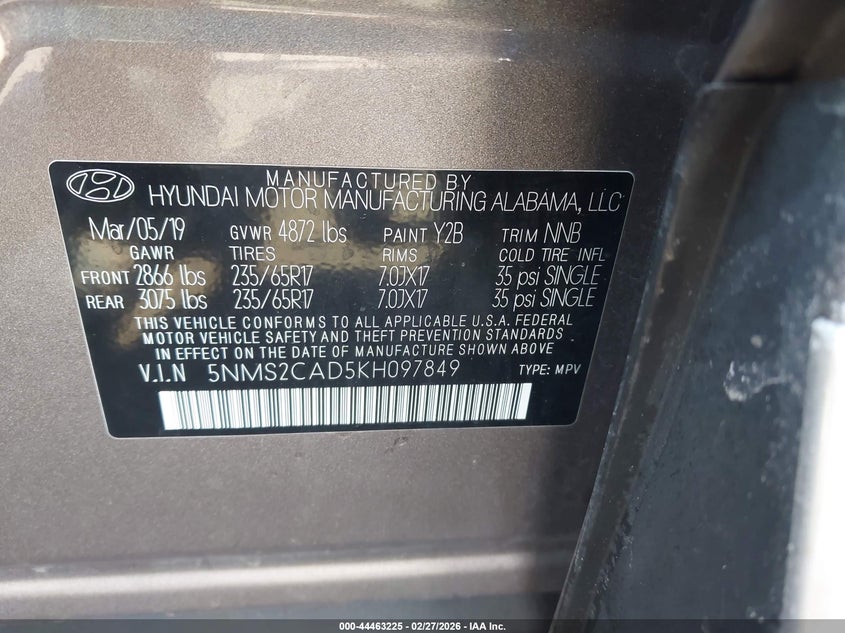 MANUFACTURED BY
HYUNDAI MOTOR MANUFACTURING ALABAMA, LLC
Mar/05/19 GVWR 4872 lbs PAINT Y2B TRIM NNB
GAWR TIRES RIMS COLD TIRE INFL
FRONT 2866 lbs 235/65R17 7.0JX17 35 psi SINGLE
REAR 3075 lbs 235/65R17 7.0JX17 35 psi SINGLE
THIS VEHICLE CONFORMS TO ALL APPLICABLE U.S.A. FEDERAL
MOTOR VEHICLE SAFETY AND THEFT PREVENTION STANDARDS
IN EFFECT ON THE DATE OF MANUFACTURE SHOWN ABOVE.
V.I.N 5NMS2CAD5KH097849 TYPE: MPV
000-44463225 - 02/27/2026 - IAA Inc.